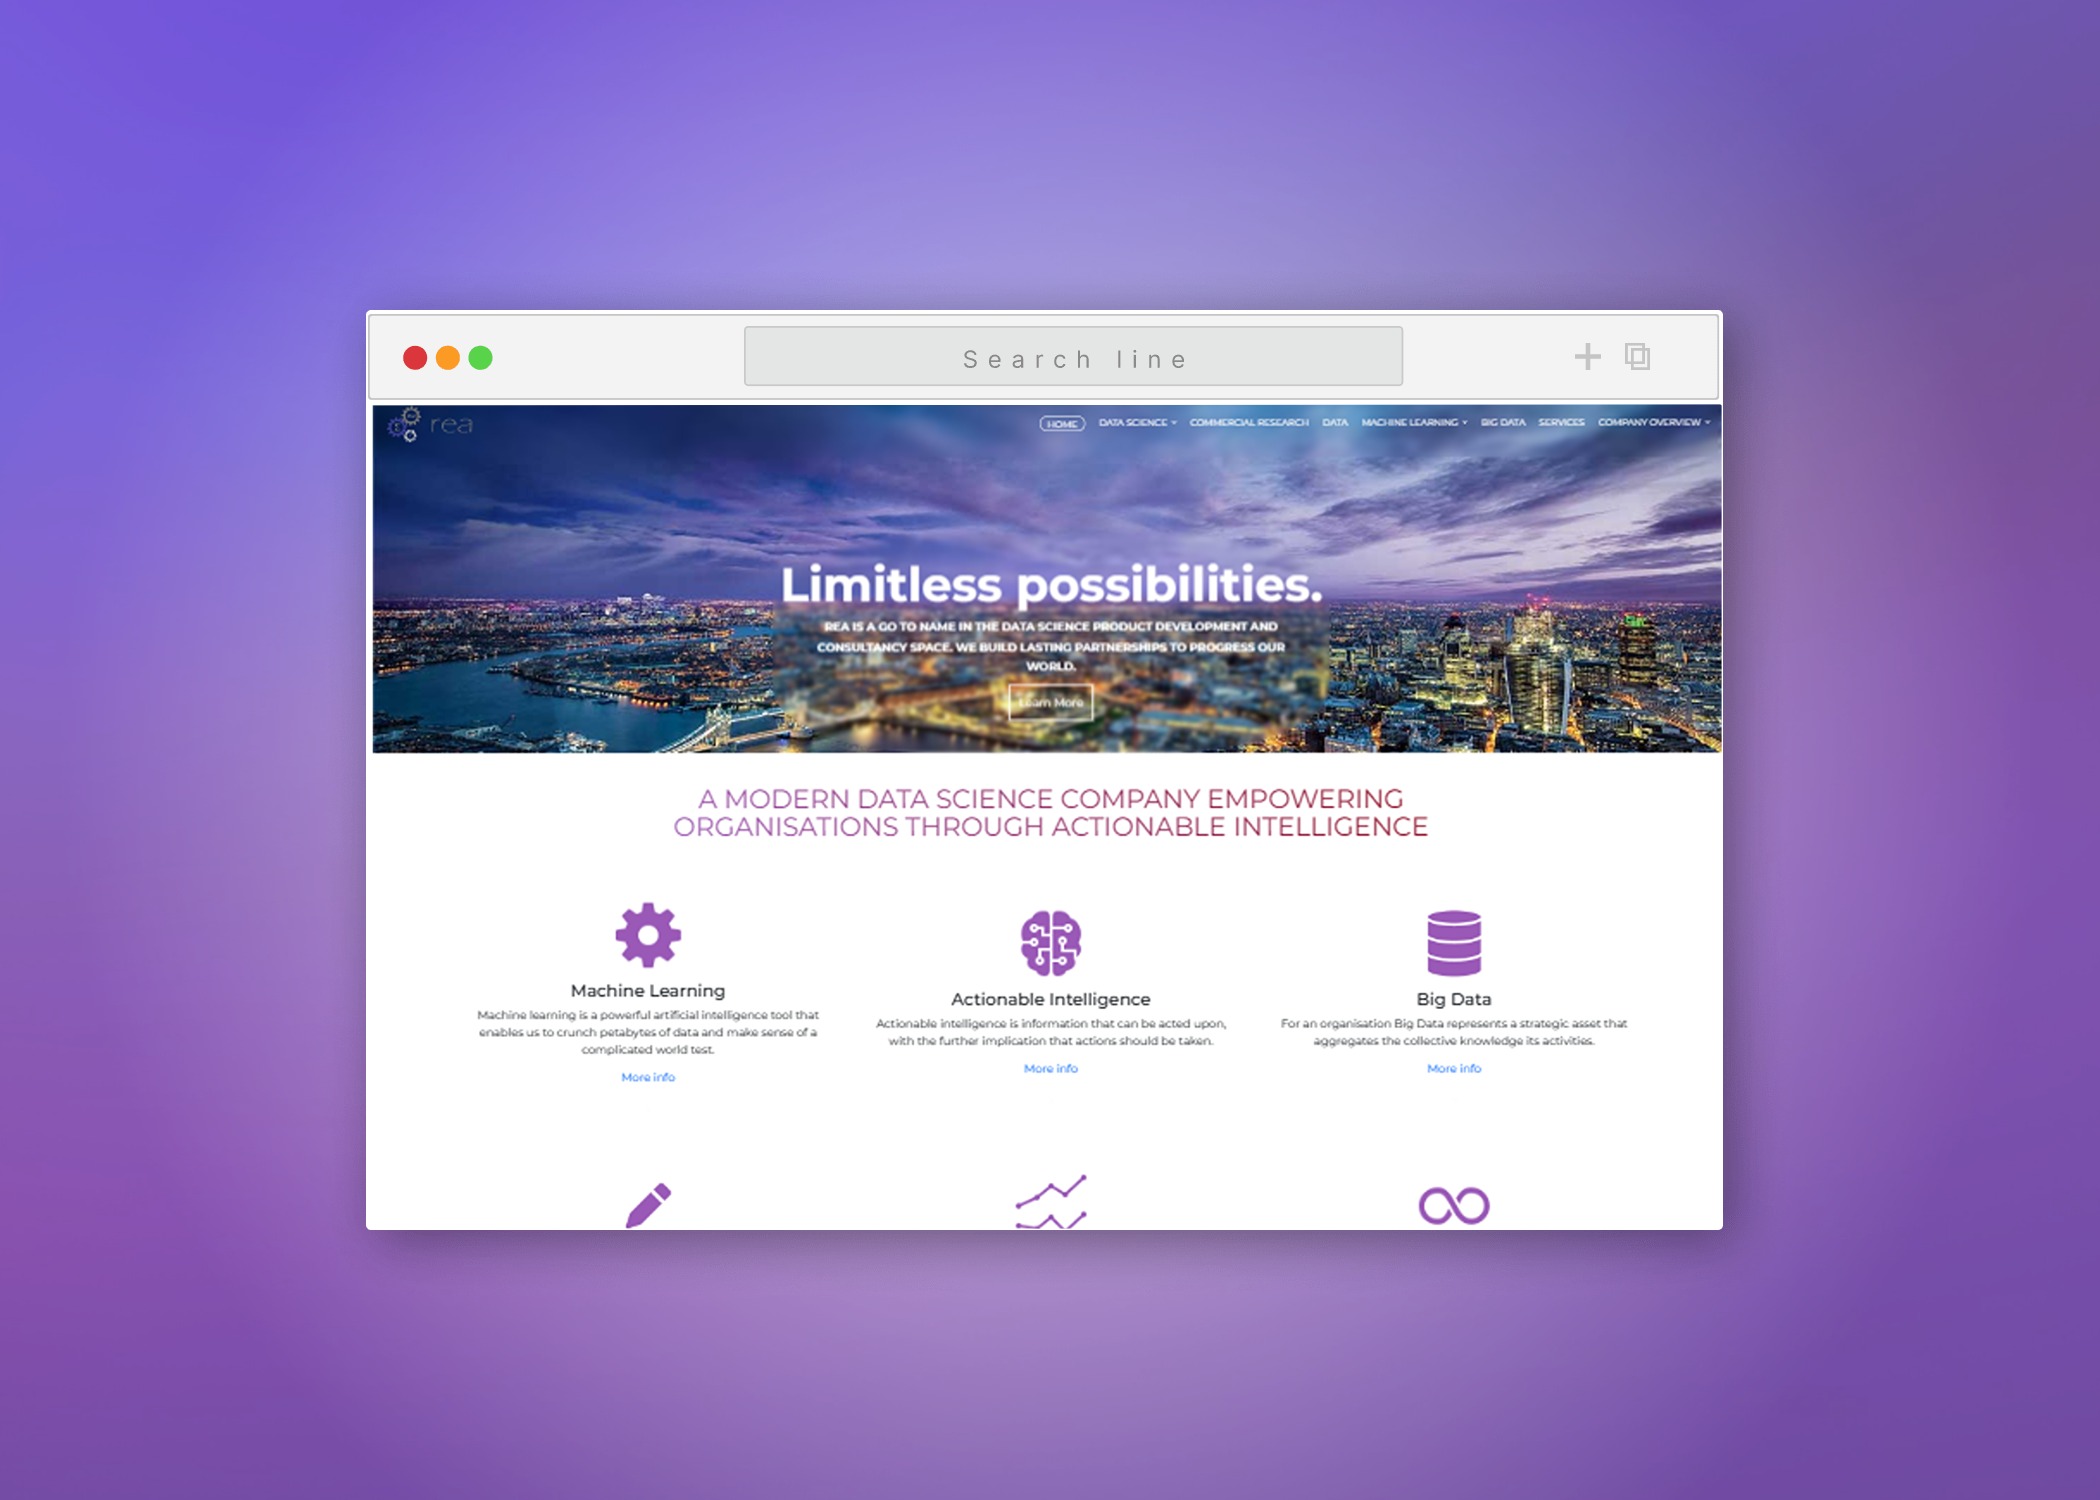 Search line
rea
HOME DATA SCIENCE COMMERCIAL RESEARCH DATA MACHINE LEARNING BIG DATA SERVICES COMPANY OVERVIEW
Limitless possibilities.
REA IS A GO TO NAME IN THE DATA SCIENCE PRODUCT DEVELOPMENT AND
CONSULTANCY SPACE. WE BUILD LASTING PARTNERSHIPS TO PROGRESS OUR
WORLD.
Learn More
A MODERN DATA SCIENCE COMPANY EMPOWERING
ORGANISATIONS THROUGH ACTIONABLE INTELLIGENCE
Machine Learning
Machine learning is a powerful artificial intelligence tool that
enables us to crunch petabytes of data and make sense of a
complicated world test.
More info
Actionable Intelligence
Actionable intelligence is information that can be acted upon,
with the further implication that actions should be taken.
More info
Big Data
For an organisation Big Data represents a strategic asset that
aggregates the collective knowledge its activities.
More info